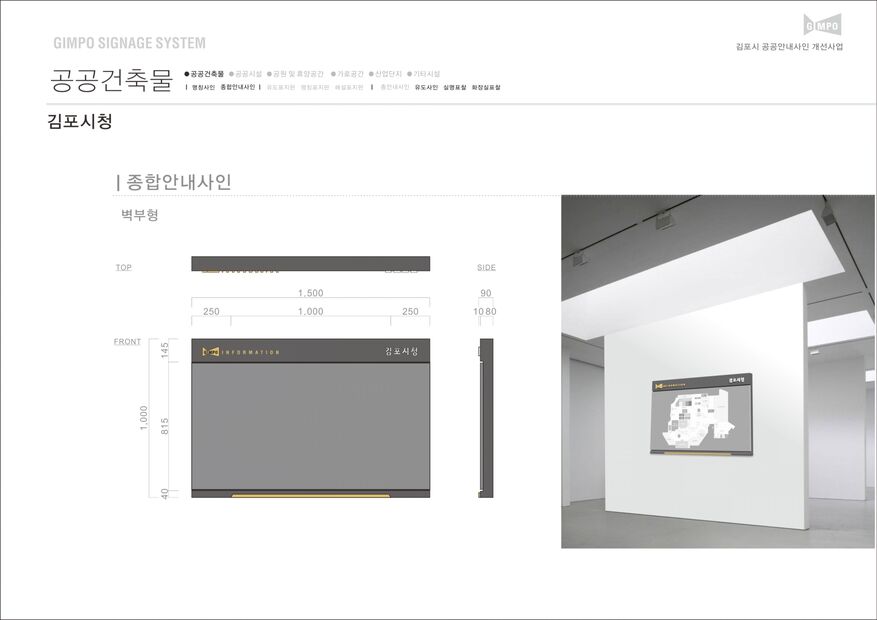 GIMPO
김포시 공공안내사인 개선사업
GIMPO SIGNAGE SYSTEM
공공건축물
●공공건축물 ●공공시설 ●공원 및 휴양공간 ●가로공간 ●산업단지 ●기타시설
| 명칭사인 종합안내사인 | 유도표지판 명칭표지판 해설표지판 | 층안내사인 유도사인 실명표찰 화장실표찰
김포시청
| 종합안내사인
벽부형
TOP
SIDE
1,500
90
250 1,000 250
10 80
FRONT
145
1,000
815
40
GIMPO INFORMATION
김포시청
INFORMATION
김포시청